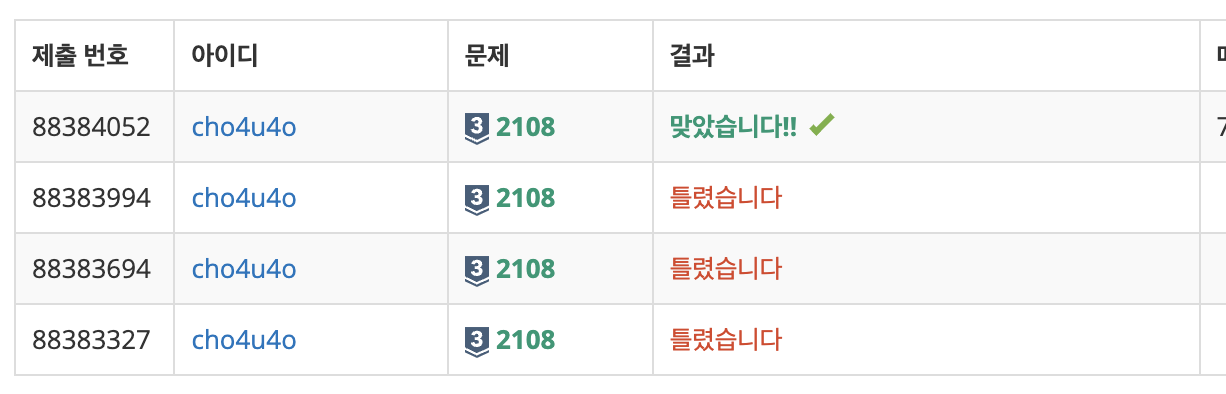 제출 번호 아이디 문제 결과
88384052 cho4u4o 3 2108 맞았습니다!! 7
88383994 cho4u4o 3 2108 틀렸습니다
88383694 cho4u4o 3 2108 틀렸습니다
88383327 cho4u4o 3 2108 틀렸습니다